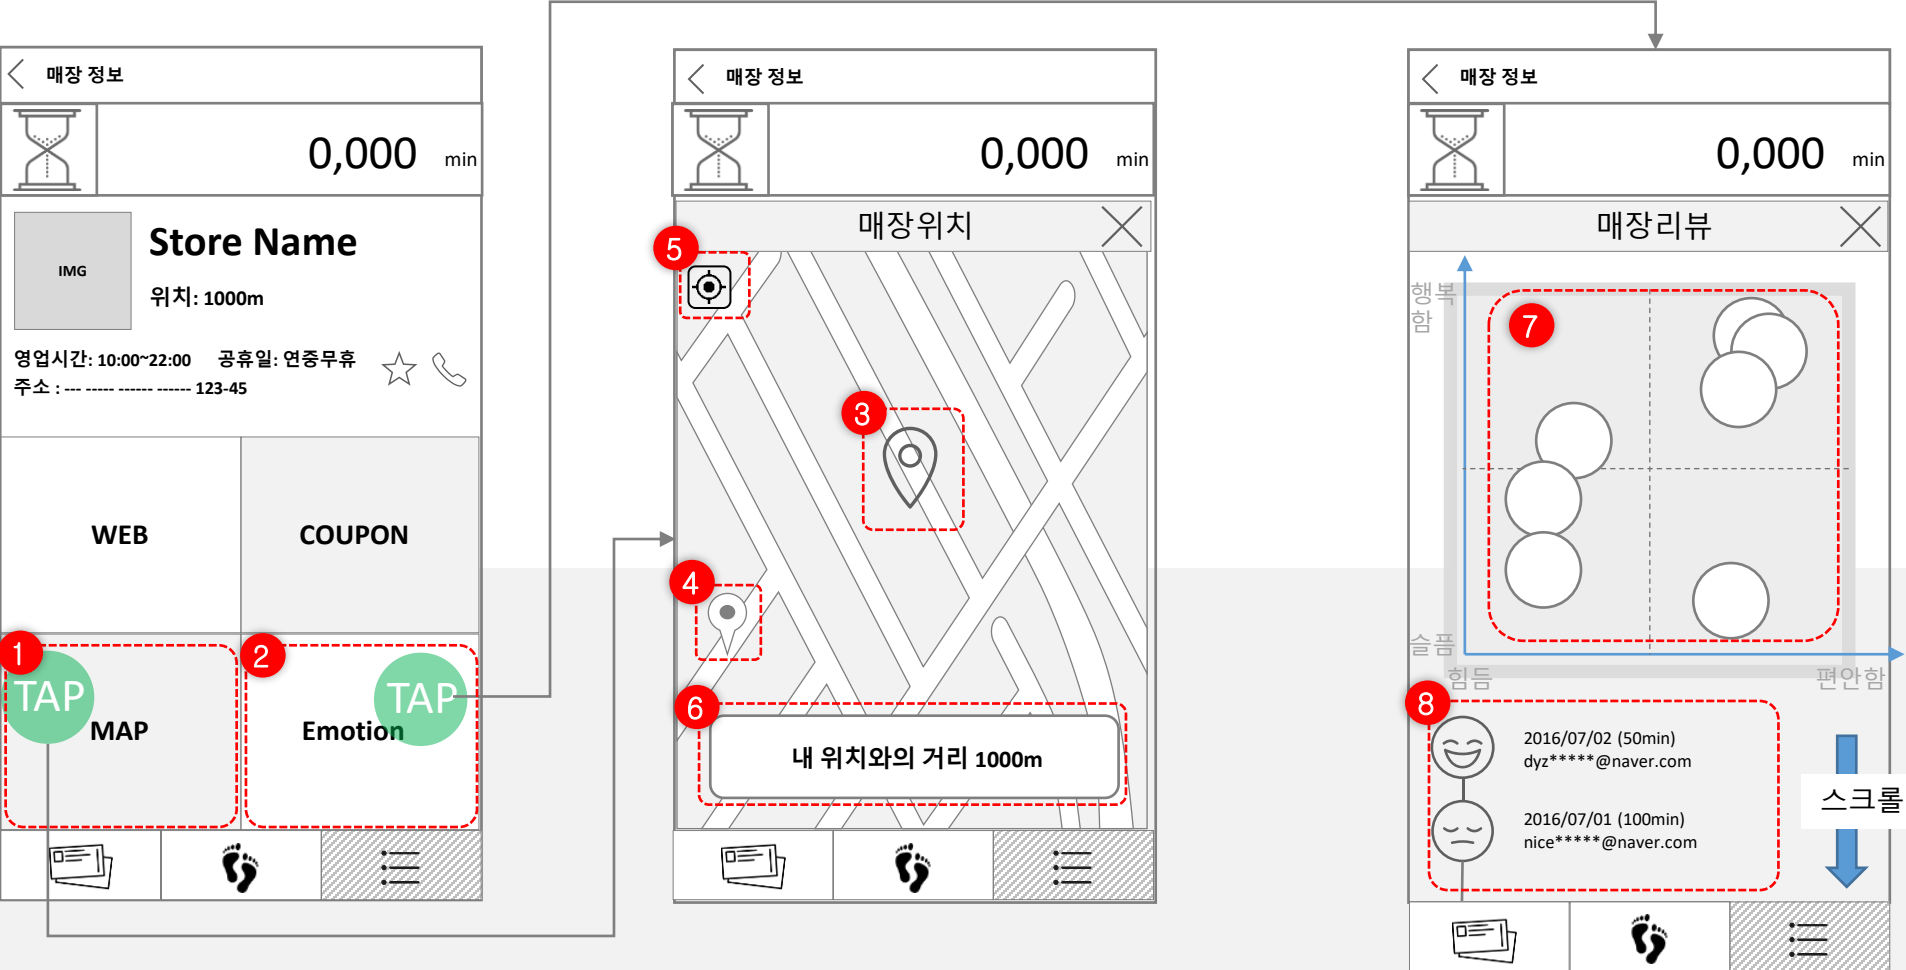 매장 정보
0,000 min
IMG
Store Name
위치: 1000m
영업시간: 10:00~22:00 공휴일: 연중무휴
주소 : --- ----- ------ ------ 123-45
WEB
COUPON
1
TAP
MAP
2
TAP
Emotion
매장 정보
0,000 min
매장위치
5
3
4
6
내 위치와의 거리 1000m
매장 정보
0,000 min
매장리뷰
행복
함
7
슬픔
힘듬
편안함
8
2016/07/02 (50min)
dyz*****@naver.com
2016/07/01 (100min)
nice*****@naver.com
스크롤